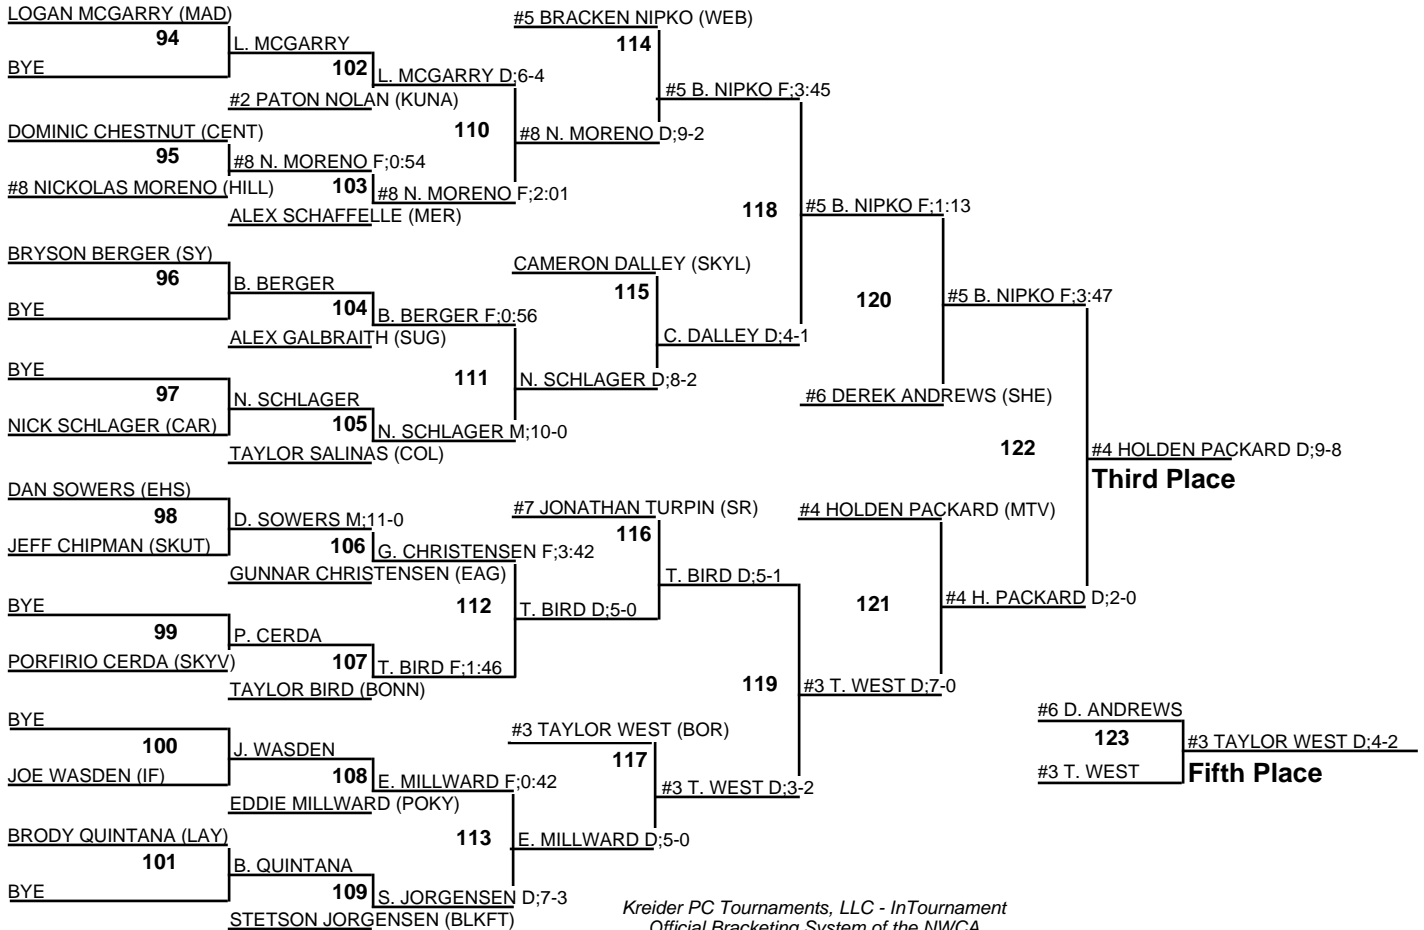 LOGAN MCGARRY (MAD)
94
BYE
L. MCGARRY
102
#2 PATON NOLAN (KUNA)
L. MCGARRY D;6-4
DOMINIC CHESTNUT (CENT)
95
#8 NICKOLAS MORENO (HILL)
#8 N. MORENO F;0:54
103
ALEX SCHAFFELLE (MER)
#8 N. MORENO F;2:01
110
#8 N. MORENO D;9-2
#5 BRACKEN NIPKO (WEB)
114
#5 B. NIPKO F;3:45
BRYSON BERGER (SY)
96
BYE
B. BERGER
104
ALEX GALBRAITH (SUG)
B. BERGER F;0:56
BYE
97
NICK SCHLAGER (CAR)
N. SCHLAGER
105
TAYLOR SALINAS (COL)
N. SCHLAGER M;10-0
111
N. SCHLAGER D;8-2
CAMERON DALLEY (SKYL)
115
C. DALLEY D;4-1
118
#5 B. NIPKO F;1:13
120
#6 DEREK ANDREWS (SHE)
#5 B. NIPKO F;3:47
DAN SOWERS (EHS)
98
JEFF CHIPMAN (SKUT)
D. SOWERS M;11-0
106
GUNNAR CHRISTENSEN (EAG)
G. CHRISTENSEN F;3:42
BYE
99
PORFIRIO CERDA (SKYV)
P. CERDA
107
TAYLOR BIRD (BONN)
T. BIRD F;1:46
112
T. BIRD D;5-0
#7 JONATHAN TURPIN (SR)
116
T. BIRD D;5-1
BYE
100
JOE WASDEN (IF)
J. WASDEN
108
EDDIE MILLWARD (POKY)
E. MILLWARD F;0:42
BRODY QUINTANA (LAY)
101
BYE
B. QUINTANA
109
STETSON JORGENSEN (BLKFT)
S. JORGENSEN D;7-3
113
E. MILLWARD D;5-0
#3 TAYLOR WEST (BOR)
117
#3 T. WEST D;3-2
119
#3 T. WEST D;7-0
#4 HOLDEN PACKARD (MTV)
121
#4 H. PACKARD D;2-0
122
#4 HOLDEN PACKARD D;9-8
Third Place
#6 D. ANDREWS
123
#3 T. WEST
#3 TAYLOR WEST D;4-2
Fifth Place
Kreider PC Tournaments, LLC - InTournament
Official Bracketing System of the NWCA